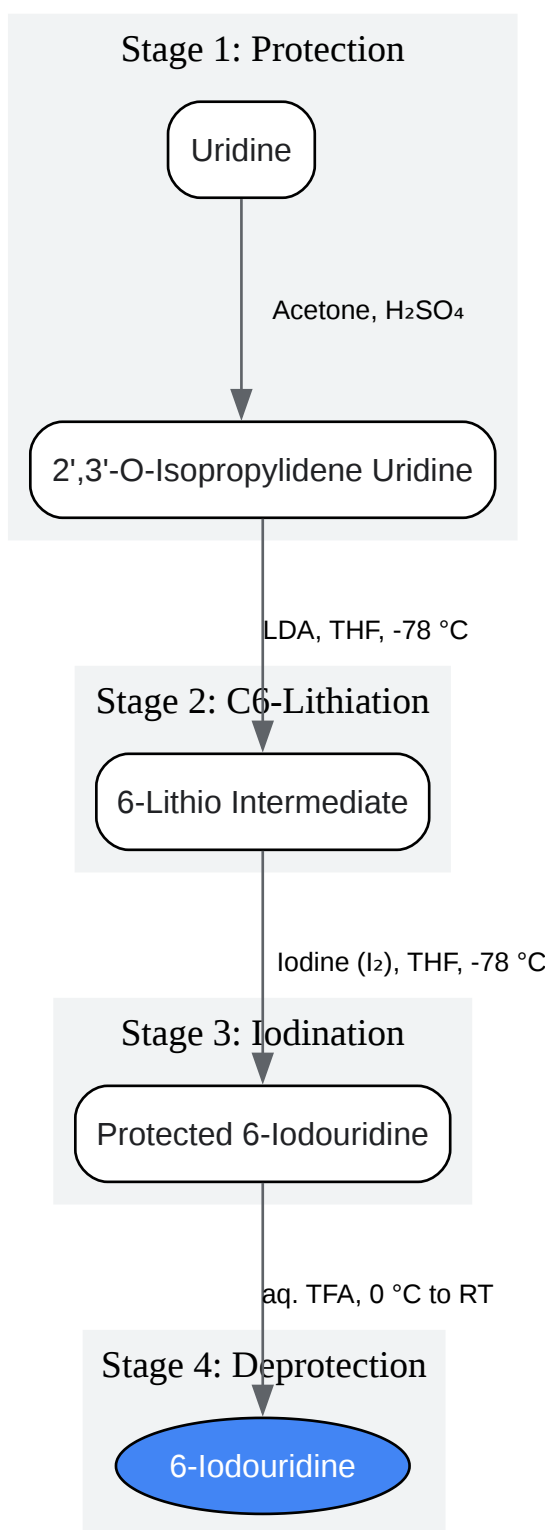 Stage 1: Protection
Uridine
Acetone, H₂SO₄
2',3'-O-Isopropylidene Uridine
LDA, THF, -78 °C
Stage 2: C6-Lithiation
6-Lithio Intermediate
Iodine (I₂), THF, -78 °C
Stage 3: Iodination
Protected 6-Iodouridine
aq. TFA, 0 °C to RT
Stage 4: Deprotection
6-Iodouridine